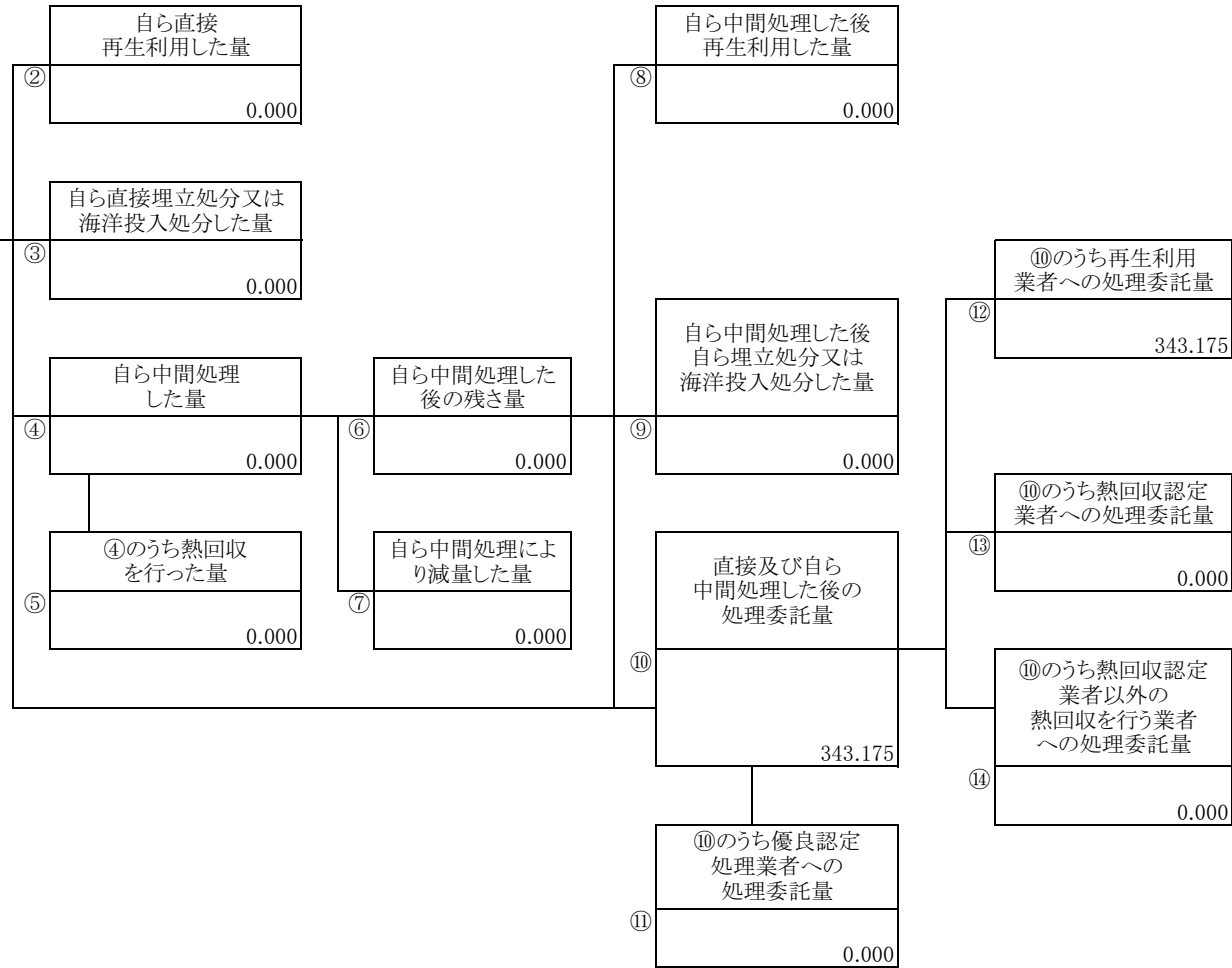 自ら直接
再生利用した量
②
0.000
自ら直接埋立処分又は
海洋投入処分した量
③
0.000
自ら中間処理
した量
④
0.000
④のうち熱回収
を行った量
⑤
0.000
自ら中間処理した
後の残さ量
⑥
0.000
自ら中間処理によ
り減量した量
⑦
0.000
自ら中間処理した後
再生利用した量
⑧
0.000
自ら中間処理した後
自ら埋立処分又は
海洋投入処分した量
⑨
0.000
直接及び自ら
中間処理した後の
処理委託量
⑩
343.175
⑩のうち優良認定
処理業者への
処理委託量
⑪
0.000
⑩のうち再生利用
業者への処理委託量
⑫
343.175
⑩のうち熱回収認定
業者への処理委託量
⑬
0.000
⑩のうち熱回収認定
業者以外の
熱回収を行う業者
への処理委託量
⑭
0.000